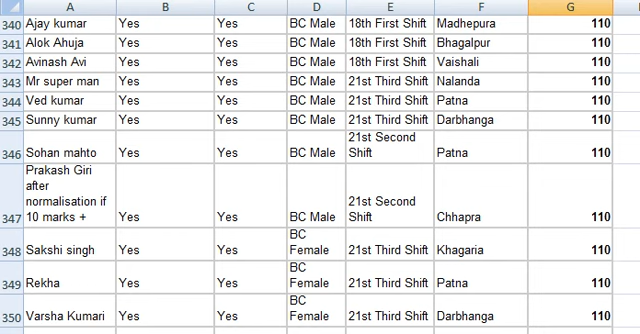 A B C D E F G
340 Ajay kumar Yes Yes BC Male 18th First Shift Madhepura 110
341 Alok Ahuja Yes Yes BC Male 18th First Shift Bhagalpur 110
342 Avinash Avi Yes Yes BC Male 18th First Shift Vaishali 110
343 Mr super man Yes Yes BC Male 21st Third Shift Nalanda 110
344 Ved kumar Yes Yes BC Male 21st Third Shift Patna 110
345 Sunny kumar Yes Yes BC Male 21st Third Shift Darbhanga 110
21st Second
346 Sohan mahto Yes Yes BC Male Shift Patna 110
Prakash Giri
after
normalisation if 21st Second
347 10 marks + Yes Yes BC Male Shift Chhapra 110
BC
348 Sakshi singh Yes Yes Female 21st Third Shift Khagaria 110
BC
349 Rekha Yes Yes Female 21st Third Shift Patna 110
BC
350 Varsha Kumari Yes Yes Female 21st Third Shift Darbhanga 110